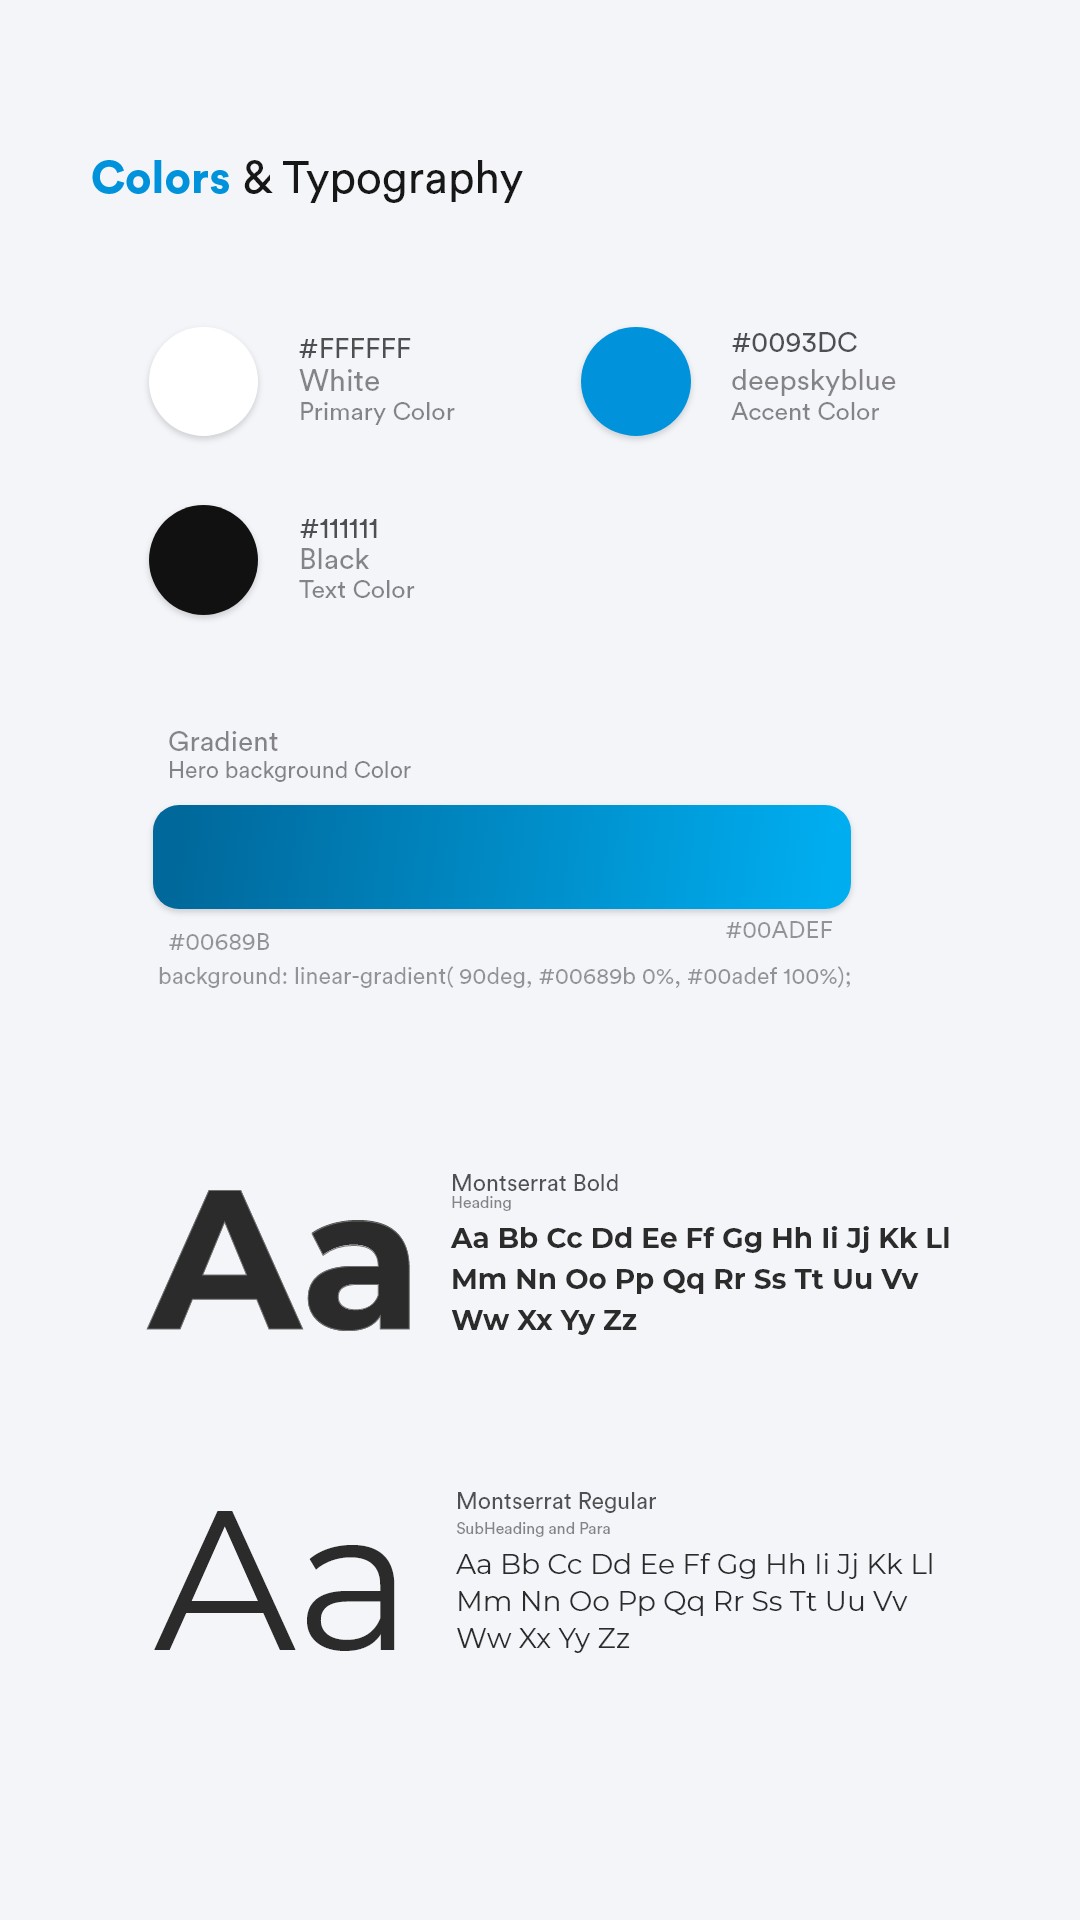 Colors & Typography
#FFFFFF
White
Primary Color
#0093DC
deepskyblue
Accent Color
#111111
Black
Text Color
Gradient
Hero background Color
#00689B
#00ADEF
background: linear-gradient( 90deg, #00689b 0%, #00adef 100%);
Aa
Montserrat Bold
Heading
Aa Bb Cc Dd Ee Ff Gg Hh Ii Jj Kk Ll
Mm Nn Oo Pp Qq Rr Ss Tt Uu Vv
Ww Xx Yy Zz
Aa
Montserrat Regular
SubHeading and Para
Aa Bb Cc Dd Ee Ff Gg Hh Ii Jj Kk Ll
Mm Nn Oo Pp Qq Rr Ss Tt Uu Vv
Ww Xx Yy Zz